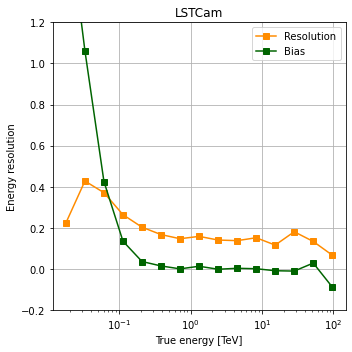 LSTCam
Resolution
Bias
Energy resolution
1.2
1.0
0.8
0.6
0.4
0.2
0.0
−0.2
10⁻¹ 10⁰ 10¹ 10²
True energy [TeV]